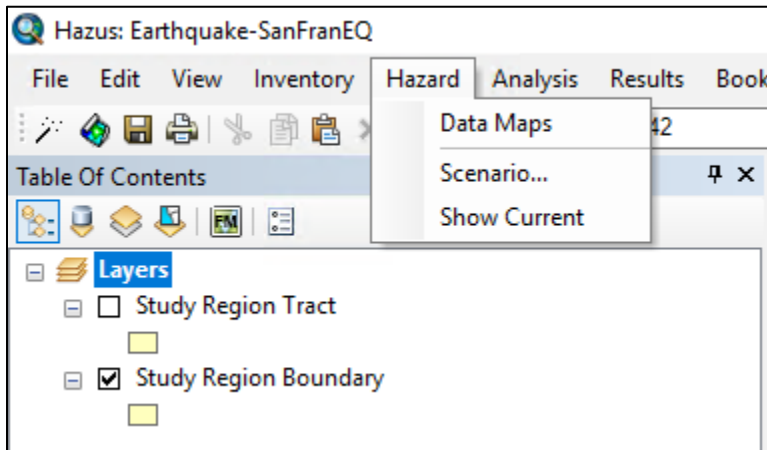 Hazus: Earthquake-SanFranEQ
File Edit View Inventory Hazard Analysis Results Book
Data Maps
42
Table Of Contents
Scenario...
Show Current
Layers
Study Region Tract
Study Region Boundary